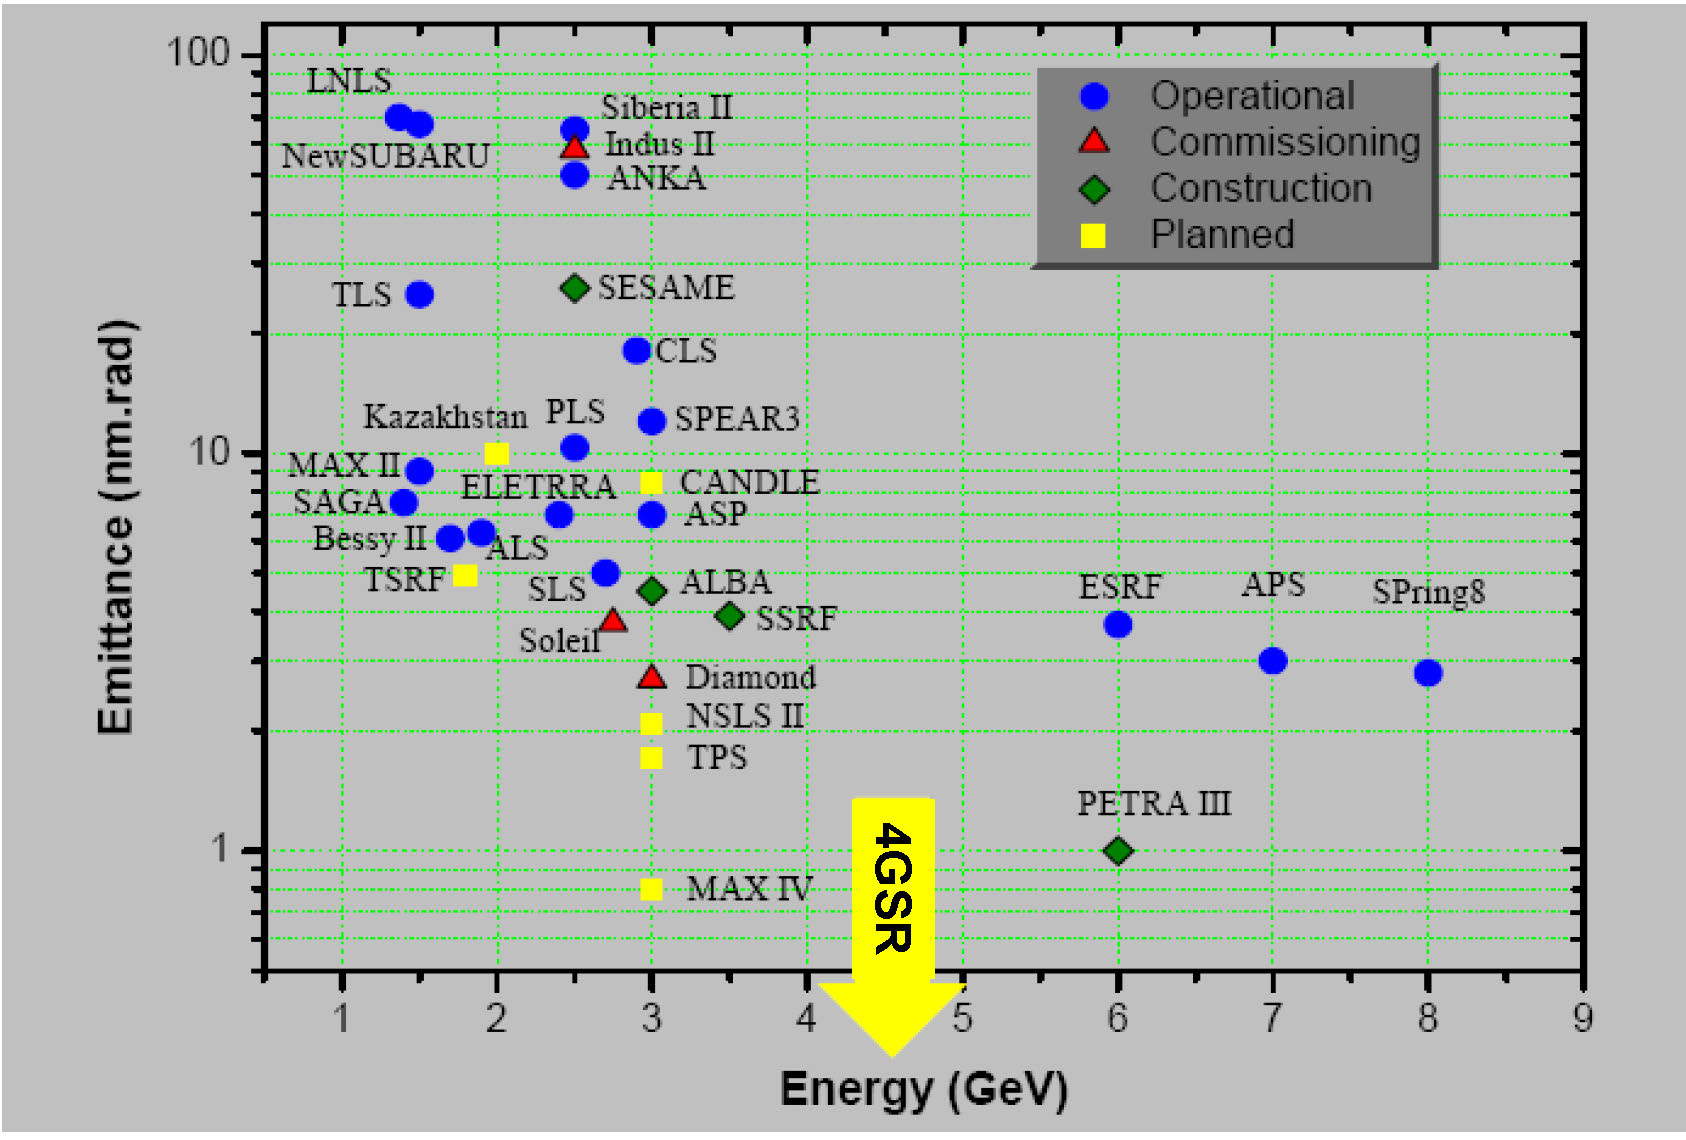 100
LNLS
Siberia II
Operational
Indus II
Commissioning
NewSUBARU
ANKA
Construction
Planned
TLS
SESAME
CLS
Kazakhstan
PLS
SPEAR3
10
MAX II
ELETRRA
CANDLE
SAGA
ASP
Bessy II
ALS
TSRF
SLS
ALBA
ESRF
APS
SPring8
SSRF
Soleil
Diamond
NSLS II
TPS
PETRA III
1
4GSR
MAX IV
Emittance (nm.rad)
1 2 3 4 5 6 7 8 9
Energy (GeV)